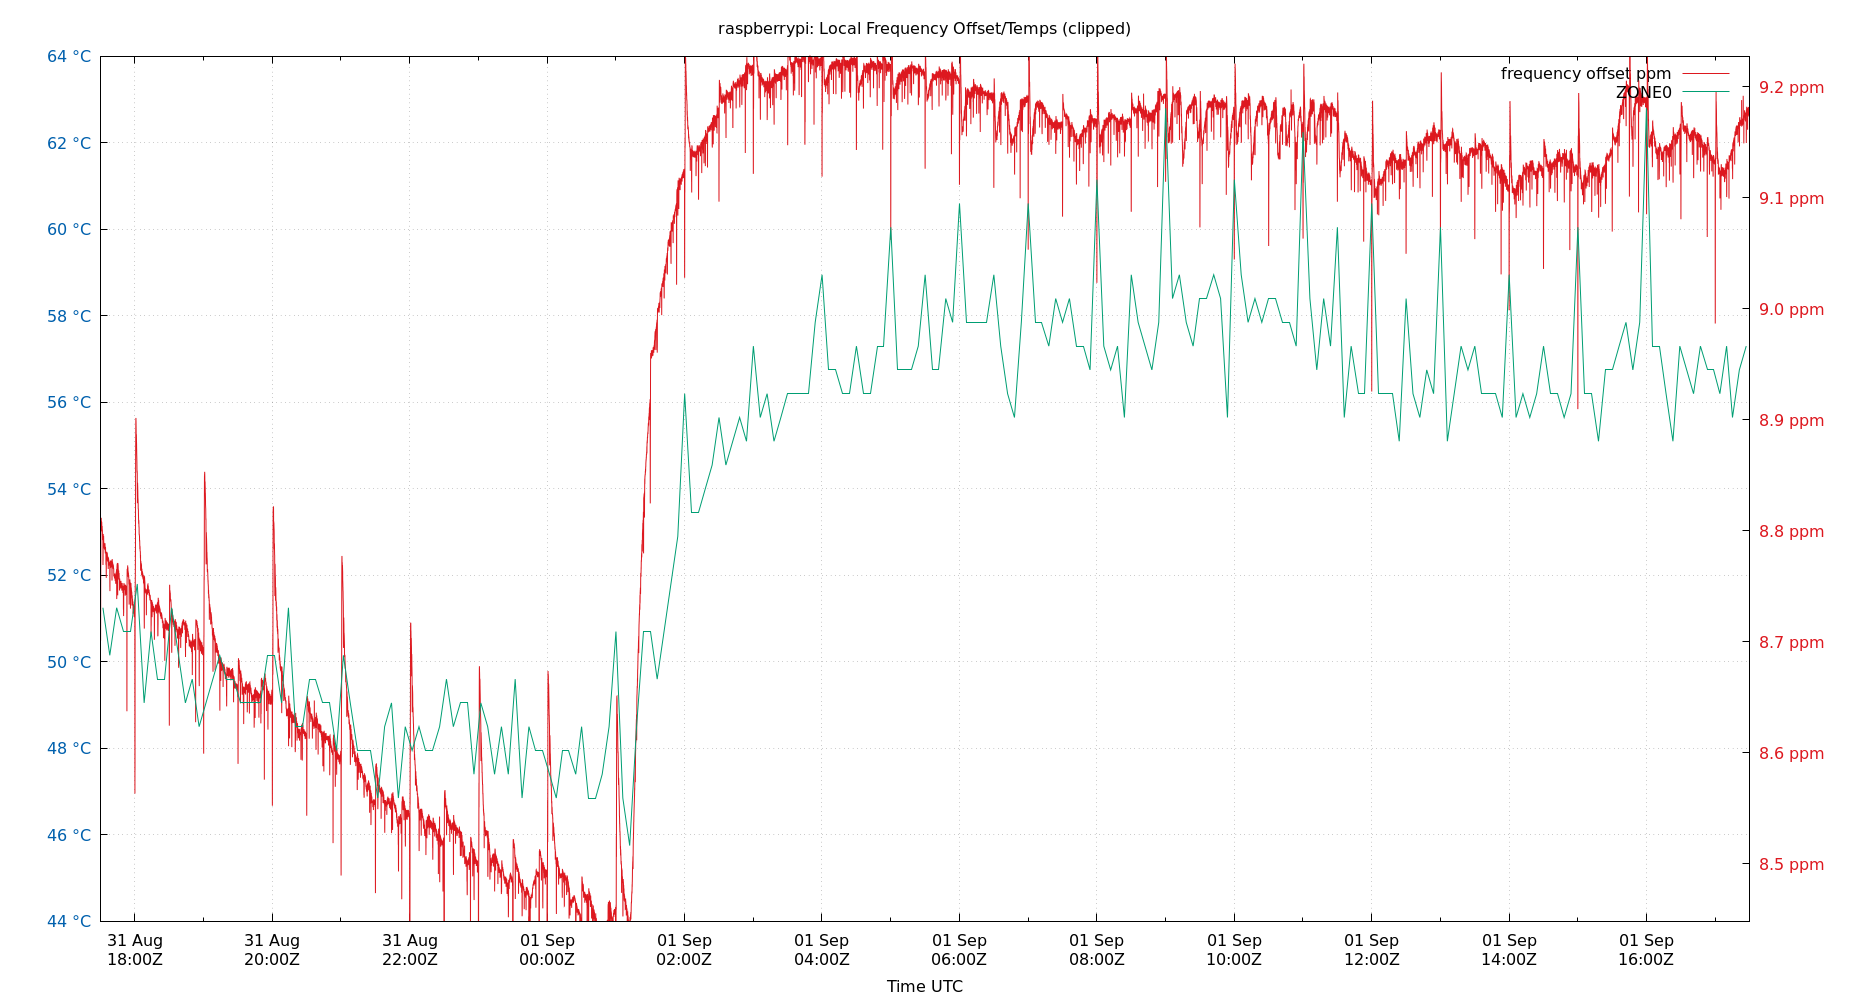 raspberrypi: Local Frequency Offset/Temps (clipped)
64 °C
62 °C
60 °C
58 °C
56 °C
54 °C
52 °C
50 °C
48 °C
46 °C
44 °C
frequency offset ppm
ZONE0
9.2 ppm
9.1 ppm
9.0 ppm
8.9 ppm
8.8 ppm
8.7 ppm
8.6 ppm
8.5 ppm
31 Aug
18:00Z
31 Aug
20:00Z
31 Aug
22:00Z
01 Sep
00:00Z
01 Sep
02:00Z
01 Sep
04:00Z
01 Sep
06:00Z
01 Sep
08:00Z
01 Sep
10:00Z
01 Sep
12:00Z
01 Sep
14:00Z
01 Sep
16:00Z
Time UTC